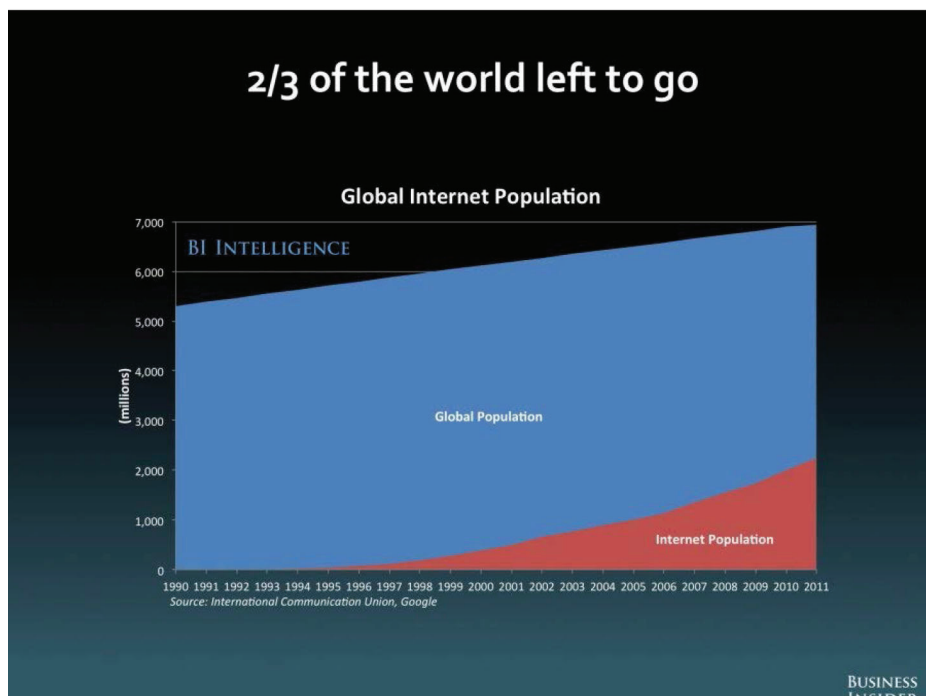 2/3 of the world left to go
Global Internet Population
7,000
BI INTELLIGENCE
6,000
5,000
4,000
(millions)
3,000
Global Population
2,000
1,000
Internet Population
0
1990 1991 1992 1993 1994 1995 1996 1997 1998 1999 2000 2001 2002 2003 2004 2005 2006 2007 2008 2009 2010 2011
Source: International Communication Union, Google
BUSINESS
INSIDER